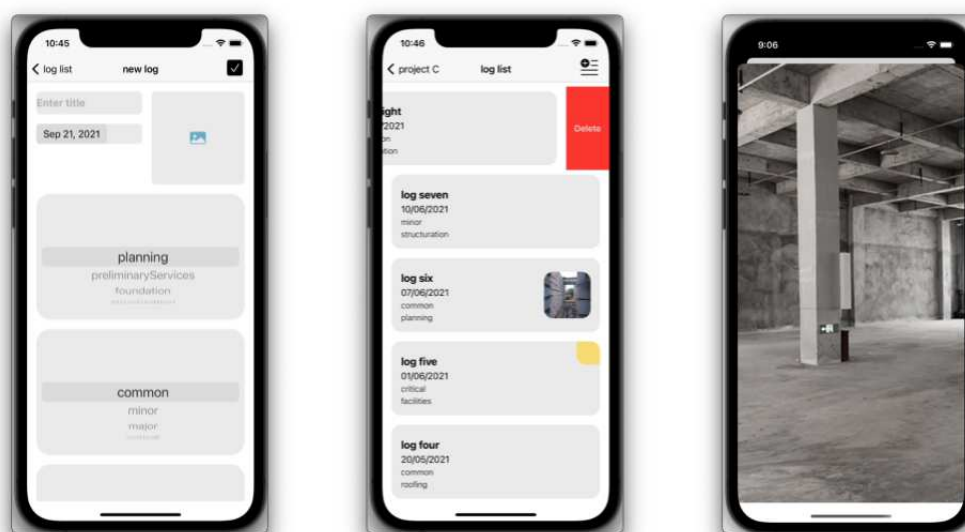 10:45
log list
new log
Enter title
Sep 21, 2021
planning
preliminaryServices
foundation
common
minor
major
10:46
project C
log list
ight
/2021
on
ation
Delete
log seven
10/06/2021
minor
structuration
log six
07/06/2021
common
planning
log five
01/06/2021
critical
facilities
log four
20/05/2021
common
roofing
9:06